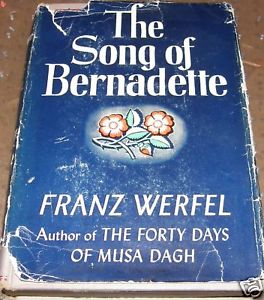 The
Song of
Bernadette
FRANZ WERFEL
Author of THE FORTY DAYS
OF MUSA DAGH